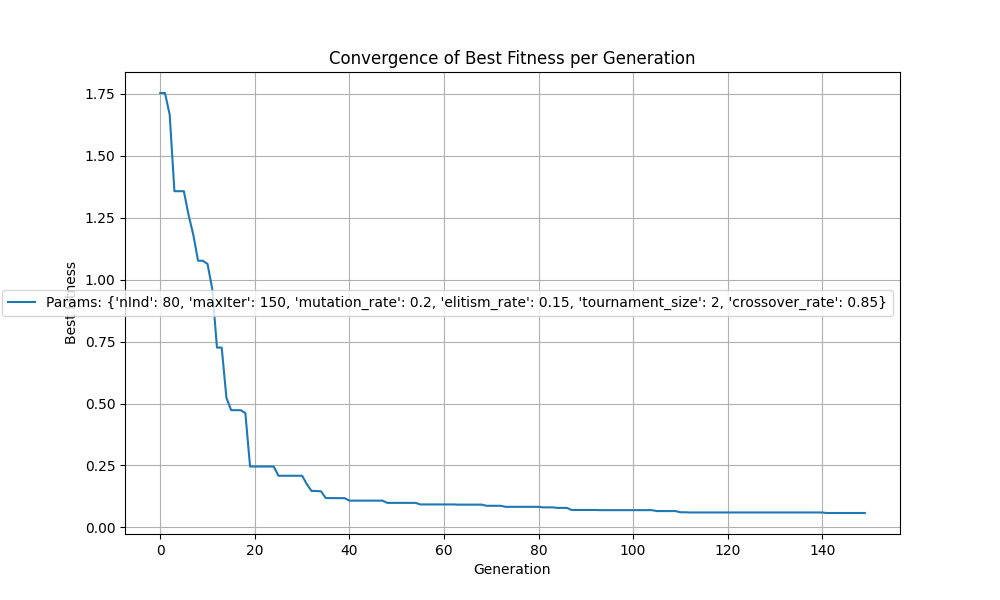 Convergence of Best Fitness per Generation
1.75
1.50
1.25
1.00
0.75
0.50
0.25
0.00
Best Fitness
Params: {'nInd': 80, 'maxIter': 150, 'mutation_rate': 0.2, 'elitism_rate': 0.15, 'tournament_size': 2, 'crossover_rate': 0.85}
0 20 40 60 80 100 120 140
Generation